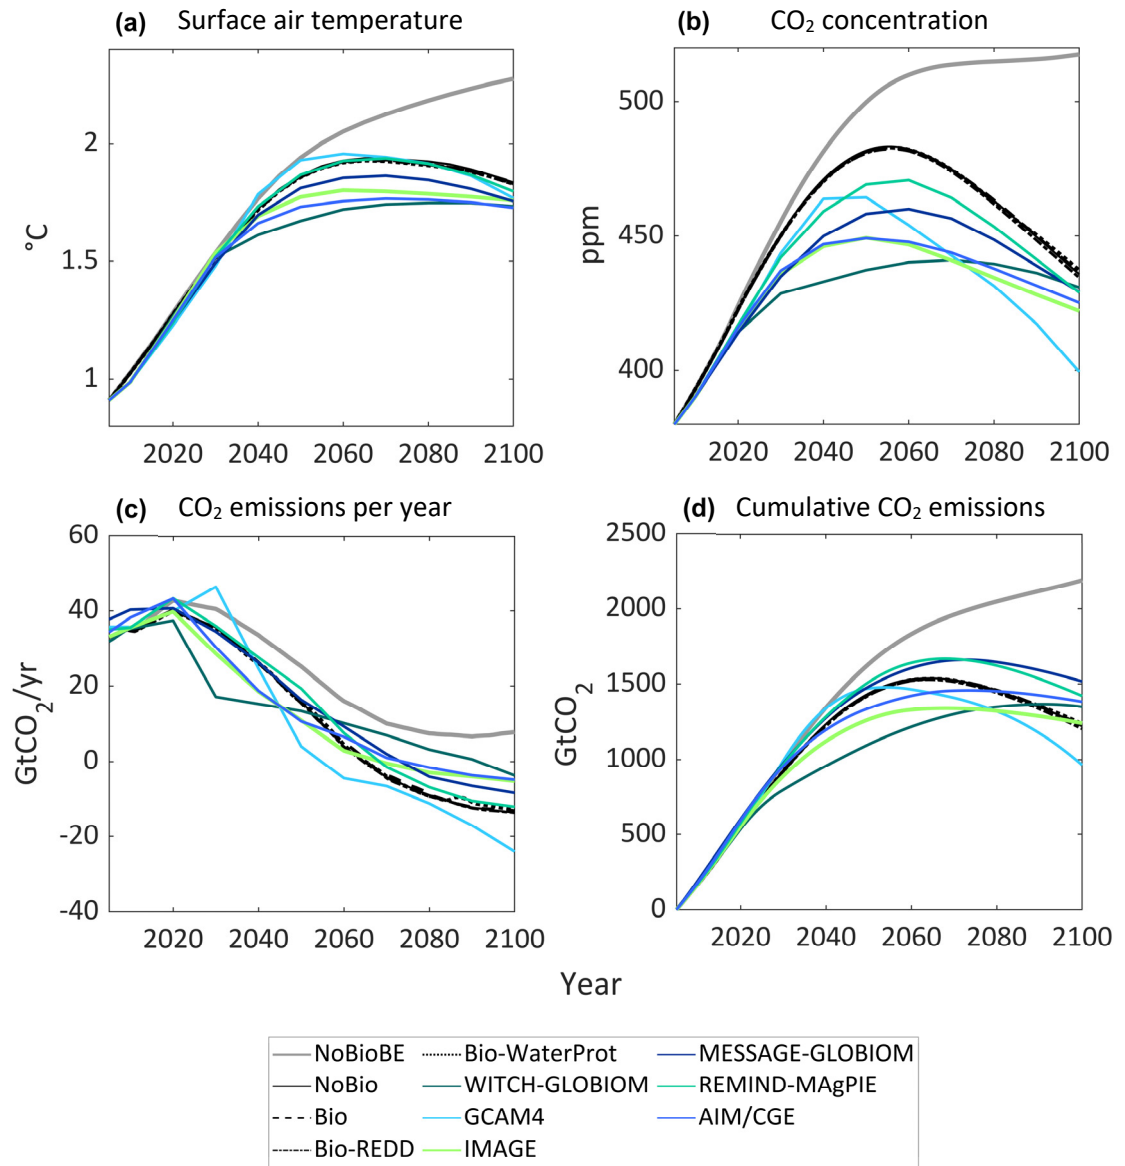 (a) Surface air temperature
(b) CO₂ concentration
2
1.5
1
°C
2020 2040 2060 2080 2100
500
450
400
ppm
2020 2040 2060 2080 2100
(c) CO₂ emissions per year
(d) Cumulative CO₂ emissions
60
40
20
0
-20
-40
GtCO₂/yr
2020 2040 2060 2080 2100
2500
2000
1500
1000
500
0
GtCO₂
2020 2040 2060 2080 2100
Year
NoBioBE Bio-WaterProt MESSAGE-GLOBIOM
NoBio WITCH-GLOBIOM REMIND-MAgPIE
Bio GCAM4 AIM/CGE
Bio-REDD IMAGE